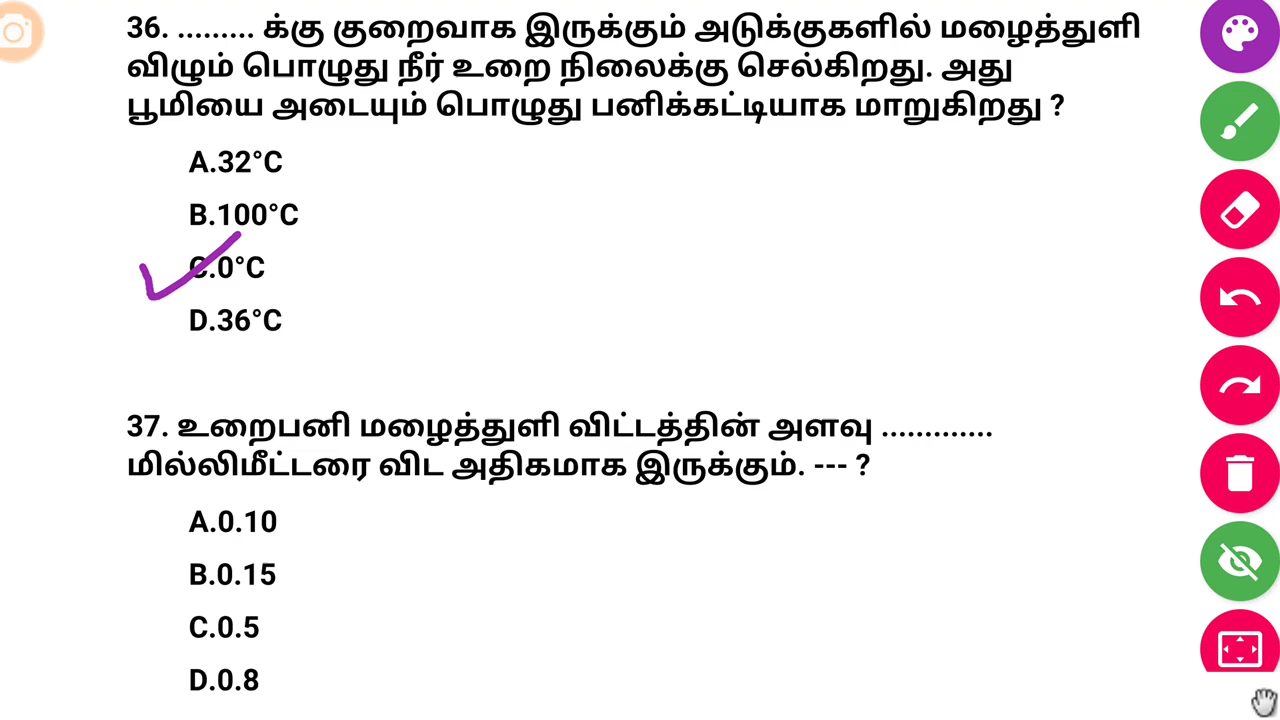 36. ......... க்கு குறைவாக இருக்கும் அடுக்குகளில் மழைத்துளி
விழும் பொழுது நீர் உறை நிலைக்கு செல்கிறது. அது
பூமியை அடையும் பொழுது பனிக்கட்டியாக மாறுகிறது ?
A.32°C
B.100°C
C.0°C
D.36°C
37. உறைபனி மழைத்துளி விட்டத்தின் அளவு .............
மில்லிமீட்டரை விட அதிகமாக இருக்கும். --- ?
A.0.10
B.0.15
C.0.5
D.0.8